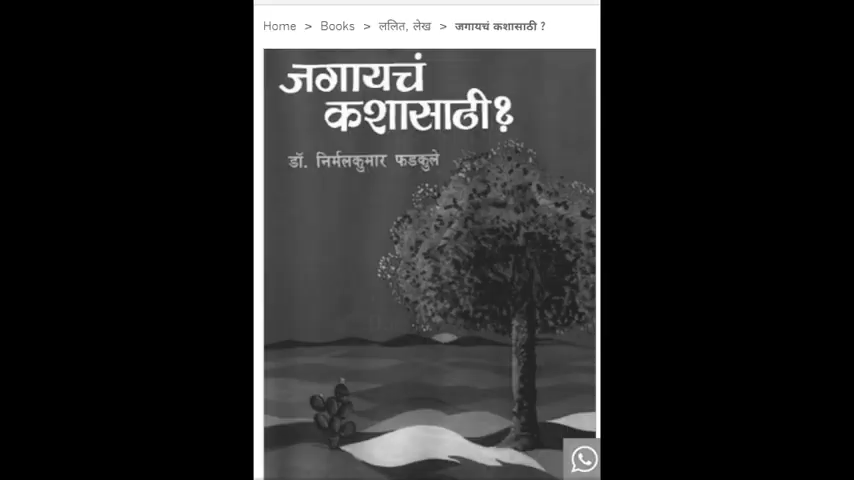 Home > Books > ललित, लेख > जगायचं कशासाठी ?
जगायचं
कशासाठी?
डॉ. निर्मलकुमार फडकुले